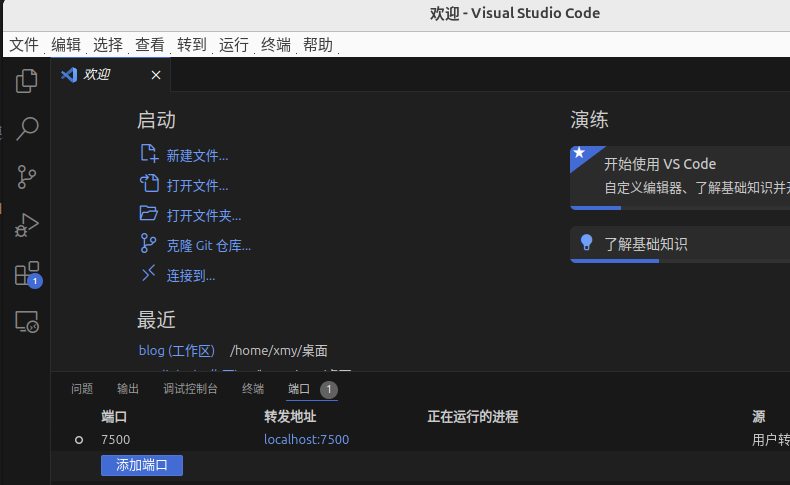 欢迎 - Visual Studio Code
文件 编辑 选择 查看 转到 运行 终端 帮助
欢迎
启动
新建文件...
打开文件...
打开文件夹...
克隆 Git 仓库...
连接到...
最近
blog (工作区) /home/xmy/桌面
演练
开始使用 VS Code
自定义编辑器、了解基础知识并
了解基础知识
1
问题 输出 调试控制台 终端 端口 1
端口 转发地址 正在运行的进程 源
7500 localhost:7500 用户转
添加端口